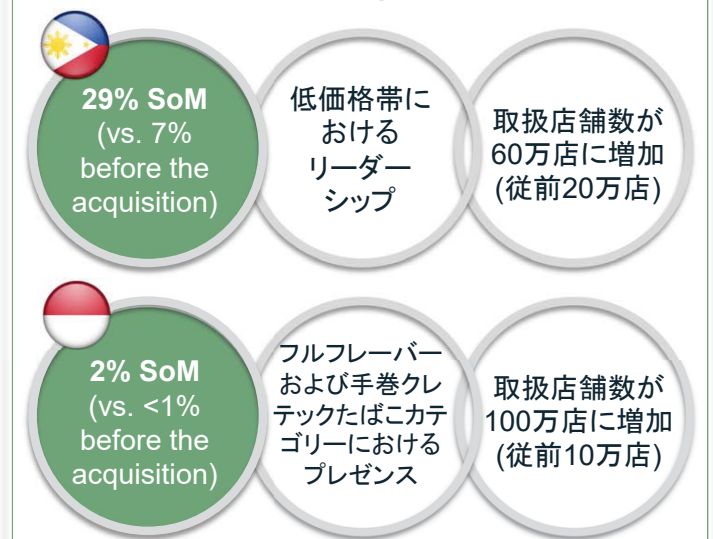 29% SoM
(vs. 7%
before the
acquisition)
低価格帯に
おける
リーダー
シップ
取扱店舗数が
60万店に増加
(従前20万店)
2% SoM
(vs. <1%
before the
acquisition)
フルフレーバー
および手巻クレ
テックたばこカテ
ゴリーにおける
プレゼンス
取扱店舗数が
100万店に増加
(従前10万店)